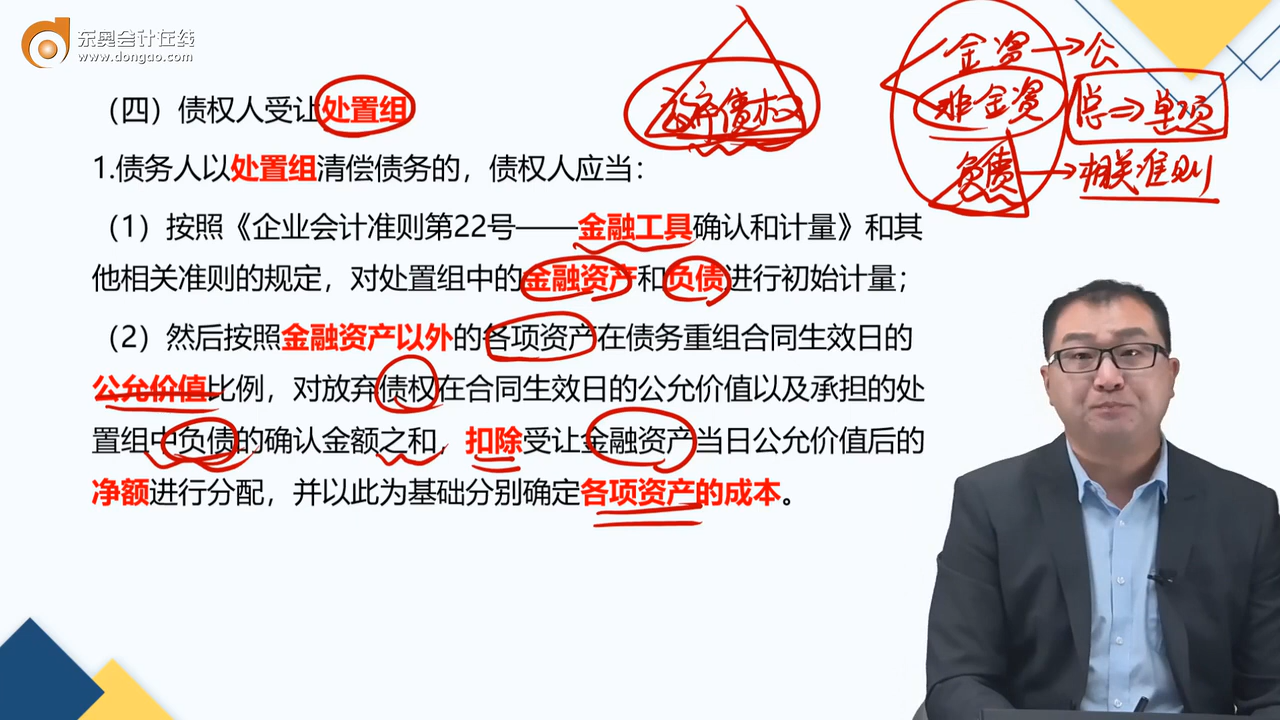 东奥会计在线
www.dongao.com
放弃债权
金资→公
非金资 总⇒单项
负债→相关准则
（四）债权人受让处置组
1.债务人以处置组清偿债务的，债权人应当：
（1）按照《企业会计准则第22号——金融工具确认和计量》和其
他相关准则的规定，对处置组中的金融资产和负债进行初始计量；
（2）然后按照金融资产以外的各项资产在债务重组合同生效日的
公允价值比例，对放弃债权在合同生效日的公允价值以及承担的处
置组中负债的确认金额之和，扣除受让金融资产当日公允价值后的
净额进行分配，并以此为基础分别确定各项资产的成本。